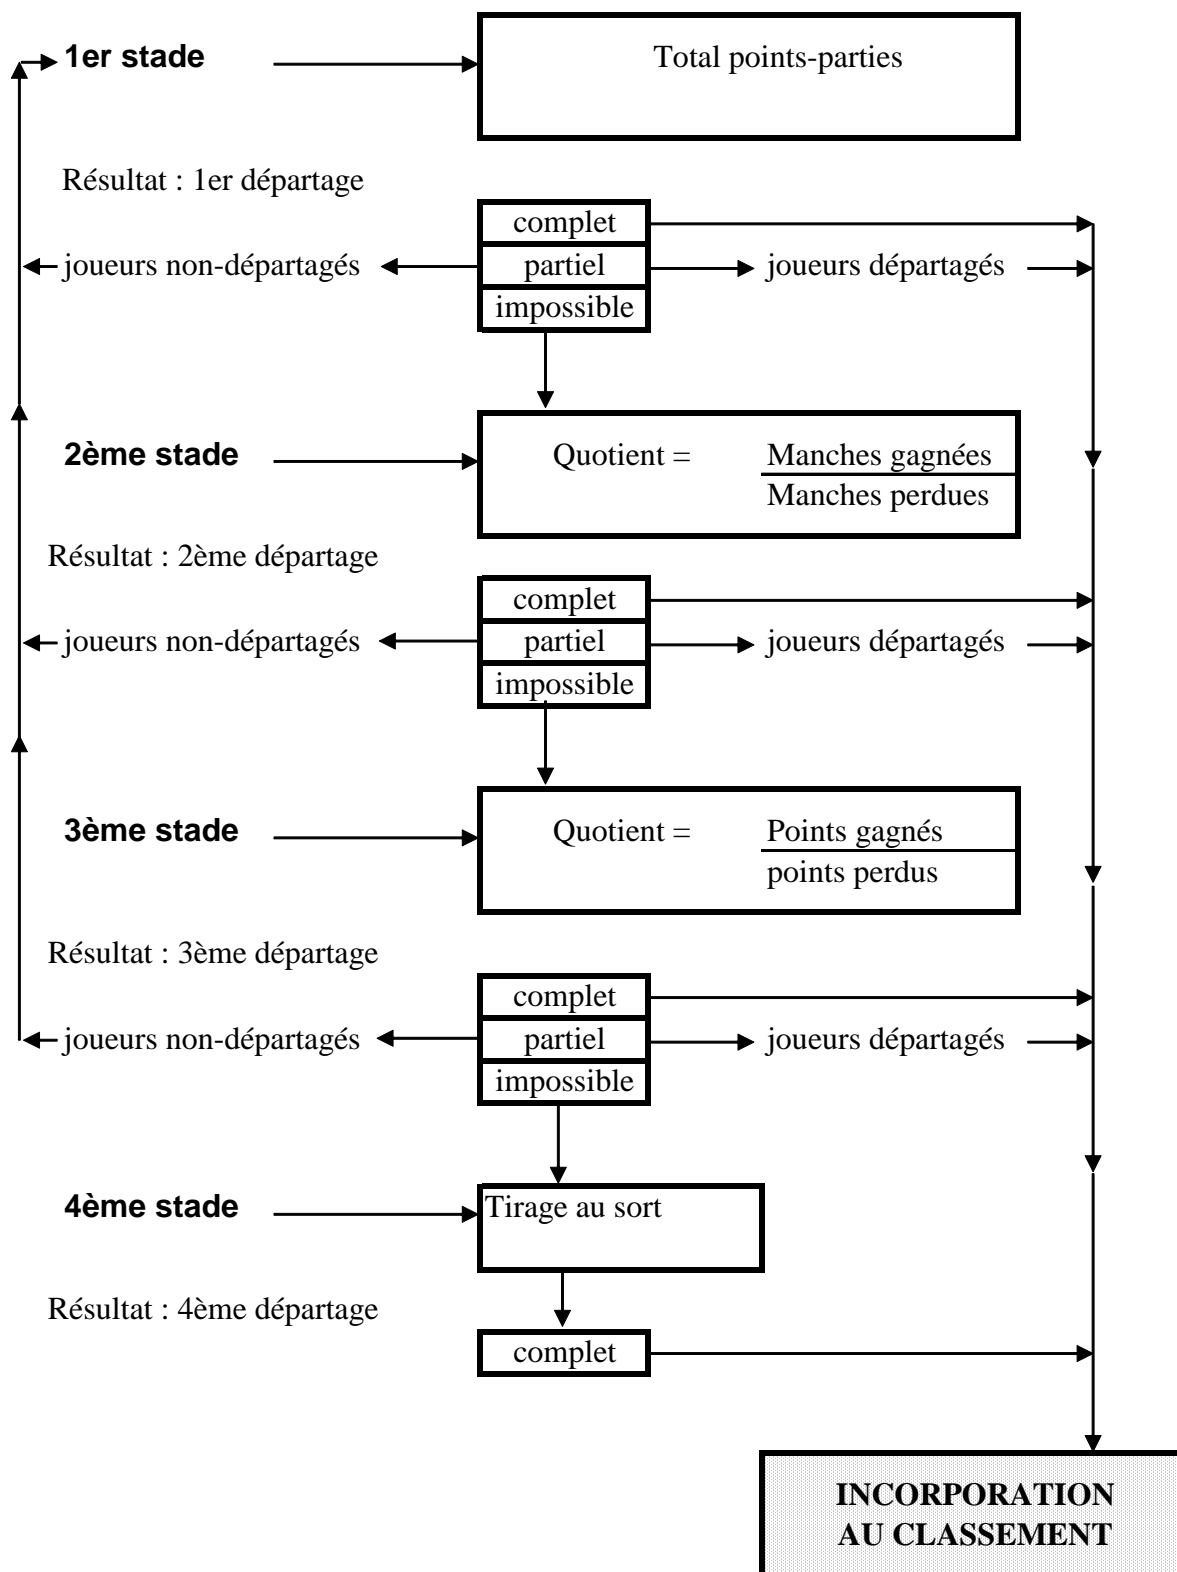 1er stade
Total points-parties
Résultat : 1er départage
complet
joueurs non-départagés
partiel
joueurs départagés
impossible
2ème stade
Quotient =
Manches gagnées
Manches perdues
Résultat : 2ème départage
complet
joueurs non-départagés
partiel
joueurs départagés
impossible
3ème stade
Quotient =
Points gagnés
points perdus
Résultat : 3ème départage
complet
joueurs non-départagés
partiel
joueurs départagés
impossible
4ème stade
Tirage au sort
Résultat : 4ème départage
complet
INCORPORATION
AU CLASSEMENT